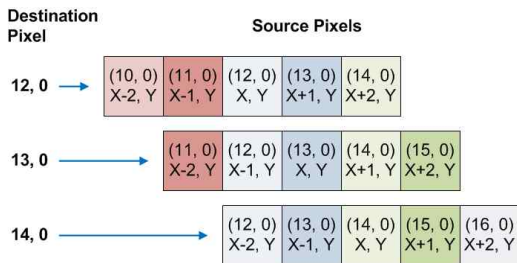 Destination
Pixel
Source Pixels
12, 0
(10, 0) (11, 0) (12, 0) (13, 0) (14, 0)
X-2, Y X-1, Y X, Y X+1, Y X+2, Y
13, 0
(11, 0) (12, 0) (13, 0) (14, 0) (15, 0)
X-2, Y X-1, Y X, Y X+1, Y X+2, Y
14, 0
(12, 0) (13, 0) (14, 0) (15, 0) (16, 0)
X-2, Y X-1, Y X, Y X+1, Y X+2, Y